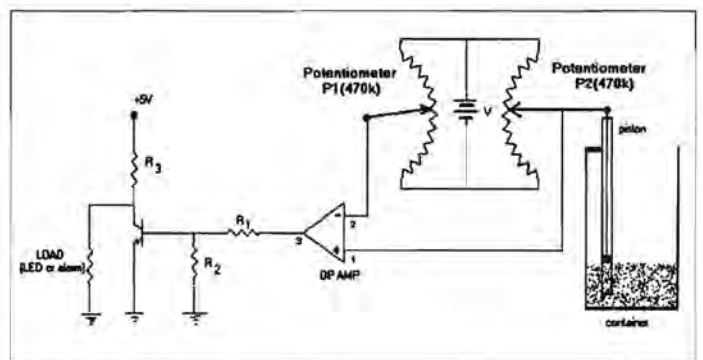 Potentiometer
P1(470k)
Potentiometer
P2(470k)
+5V
V
piston
R3
R1
2
3
1
-
+
LOAD
(LED or alarm)
R2
OP AMP
container